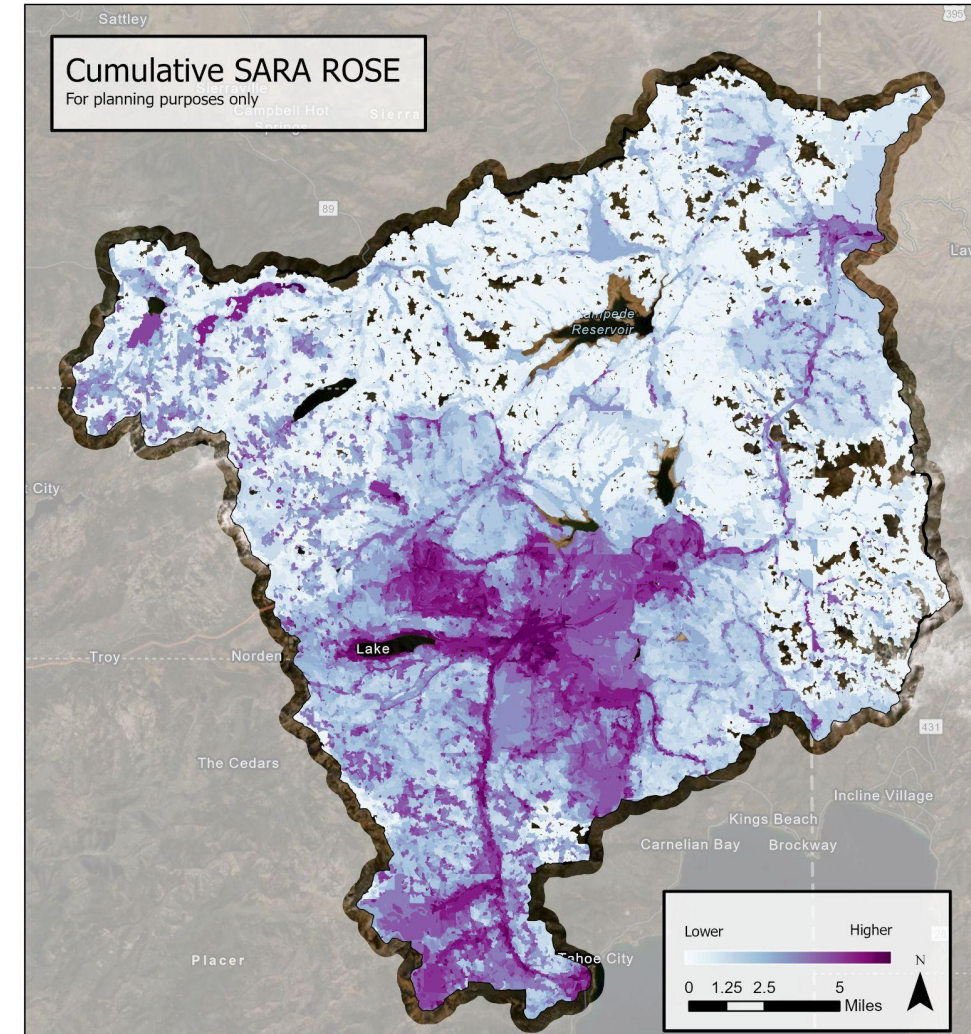 Sattley
395
Cumulative SARA ROSE
For planning purposes only
Sierraville
Campbell Hot
Springs
Sierra
89
Reservoir
City
Lake
Troy
Norden
431
The Cedars
Incline Village
Kings Beach
Carnelian Bay
Brockway
Lower
Higher
Placer
Tahoe City
N
0 1.25 2.5 5
Miles